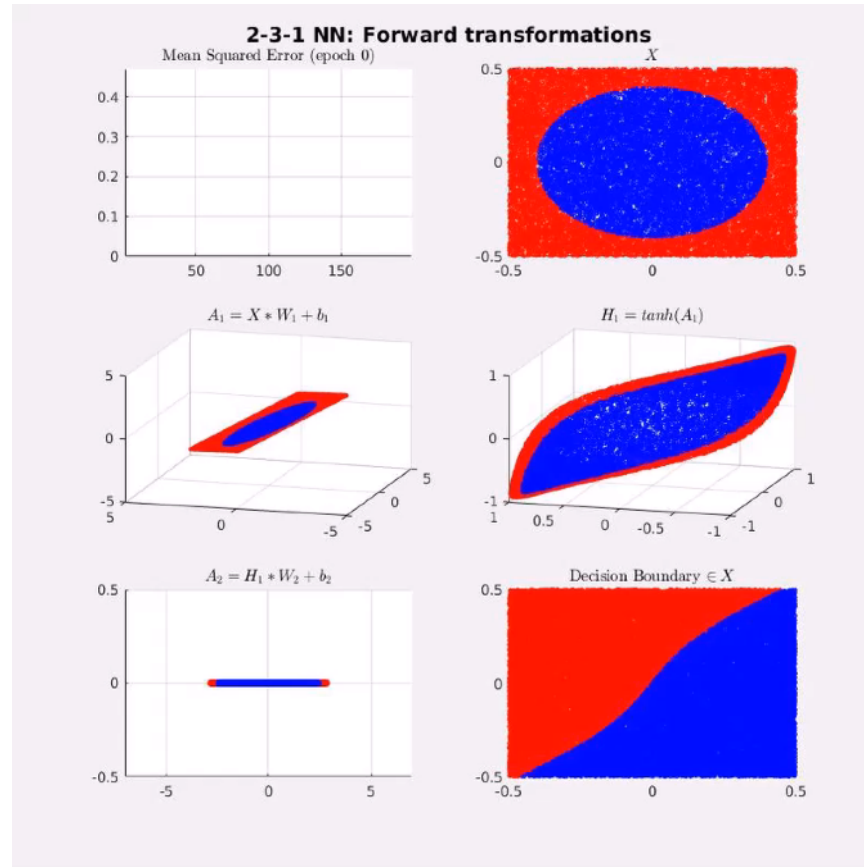 2-3-1 NN: Forward transformations
Mean Squared Error (epoch 0)
0.4
0.3
0.2
0.1
0
50 100 150
X
0.5
0
-0.5
-0.5 0 0.5
A₁ = X ∗ W₁ + b₁
5
0
-5
5 0 -5
-5 0 5
H₁ = tanh(A₁)
1
0
-1
1 0.5 0 -0.5 -1
-1 0 1
A₂ = H₁ ∗ W₂ + b₂
0.5
0
-0.5
-5 0 5
Decision Boundary ∈ X
0.5
0
-0.5
-0.5 0 0.5